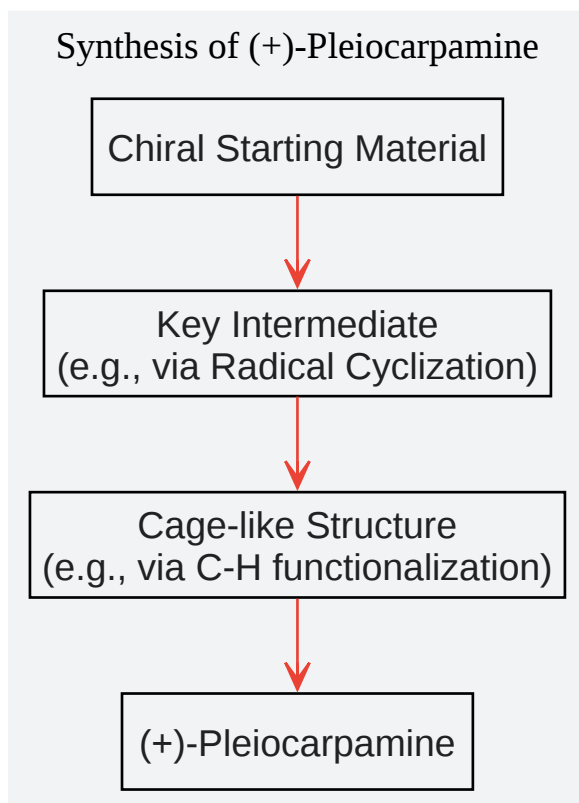 Synthesis of (+)-Pleiocarpamine
Chiral Starting Material
Key Intermediate
(e.g., via Radical Cyclization)
Cage-like Structure
(e.g., via C-H functionalization)
(+)-Pleiocarpamine